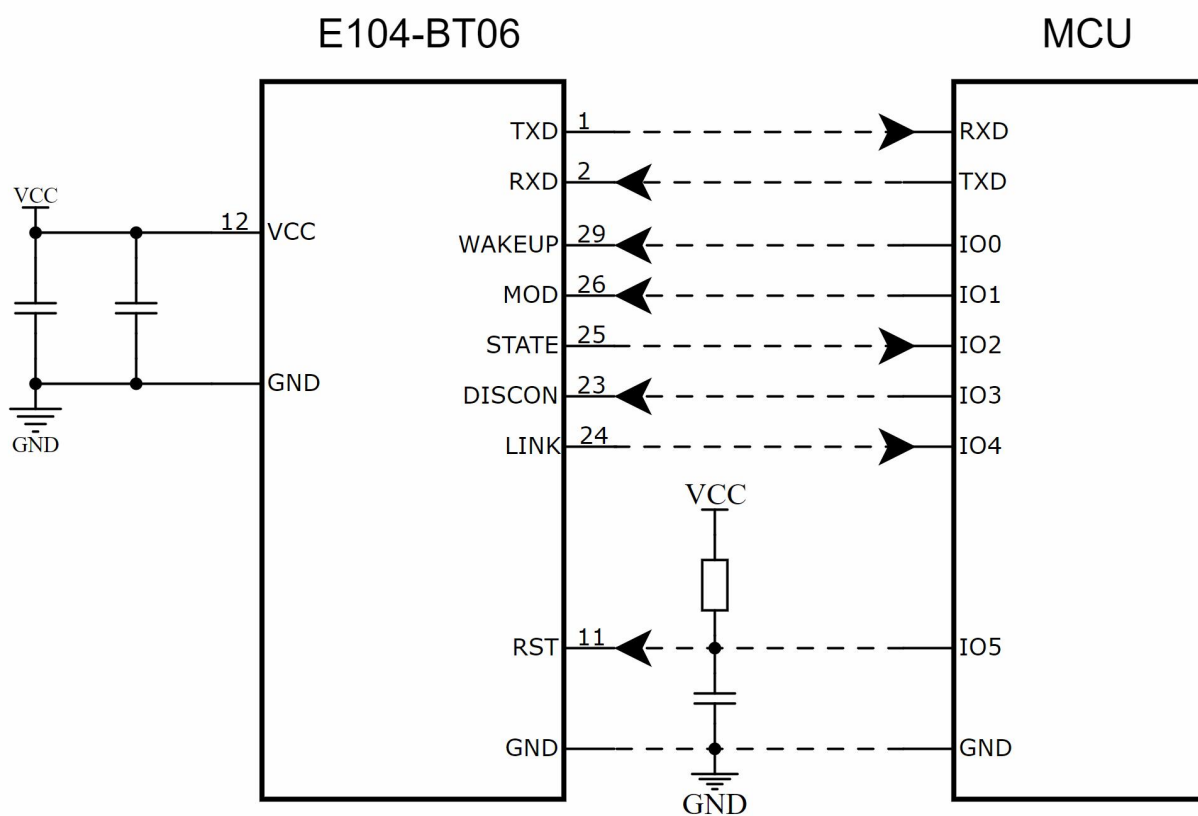 E104-BT06 MCU
TXD 1 RXD
RXD 2 TXD
VCC
12 VCC
WAKEUP 29 IO0
MOD 26 IO1
STATE 25 IO2
GND
DISCON 23 IO3
GND
LINK 24 IO4
VCC
RST 11 IO5
GND GND
GND